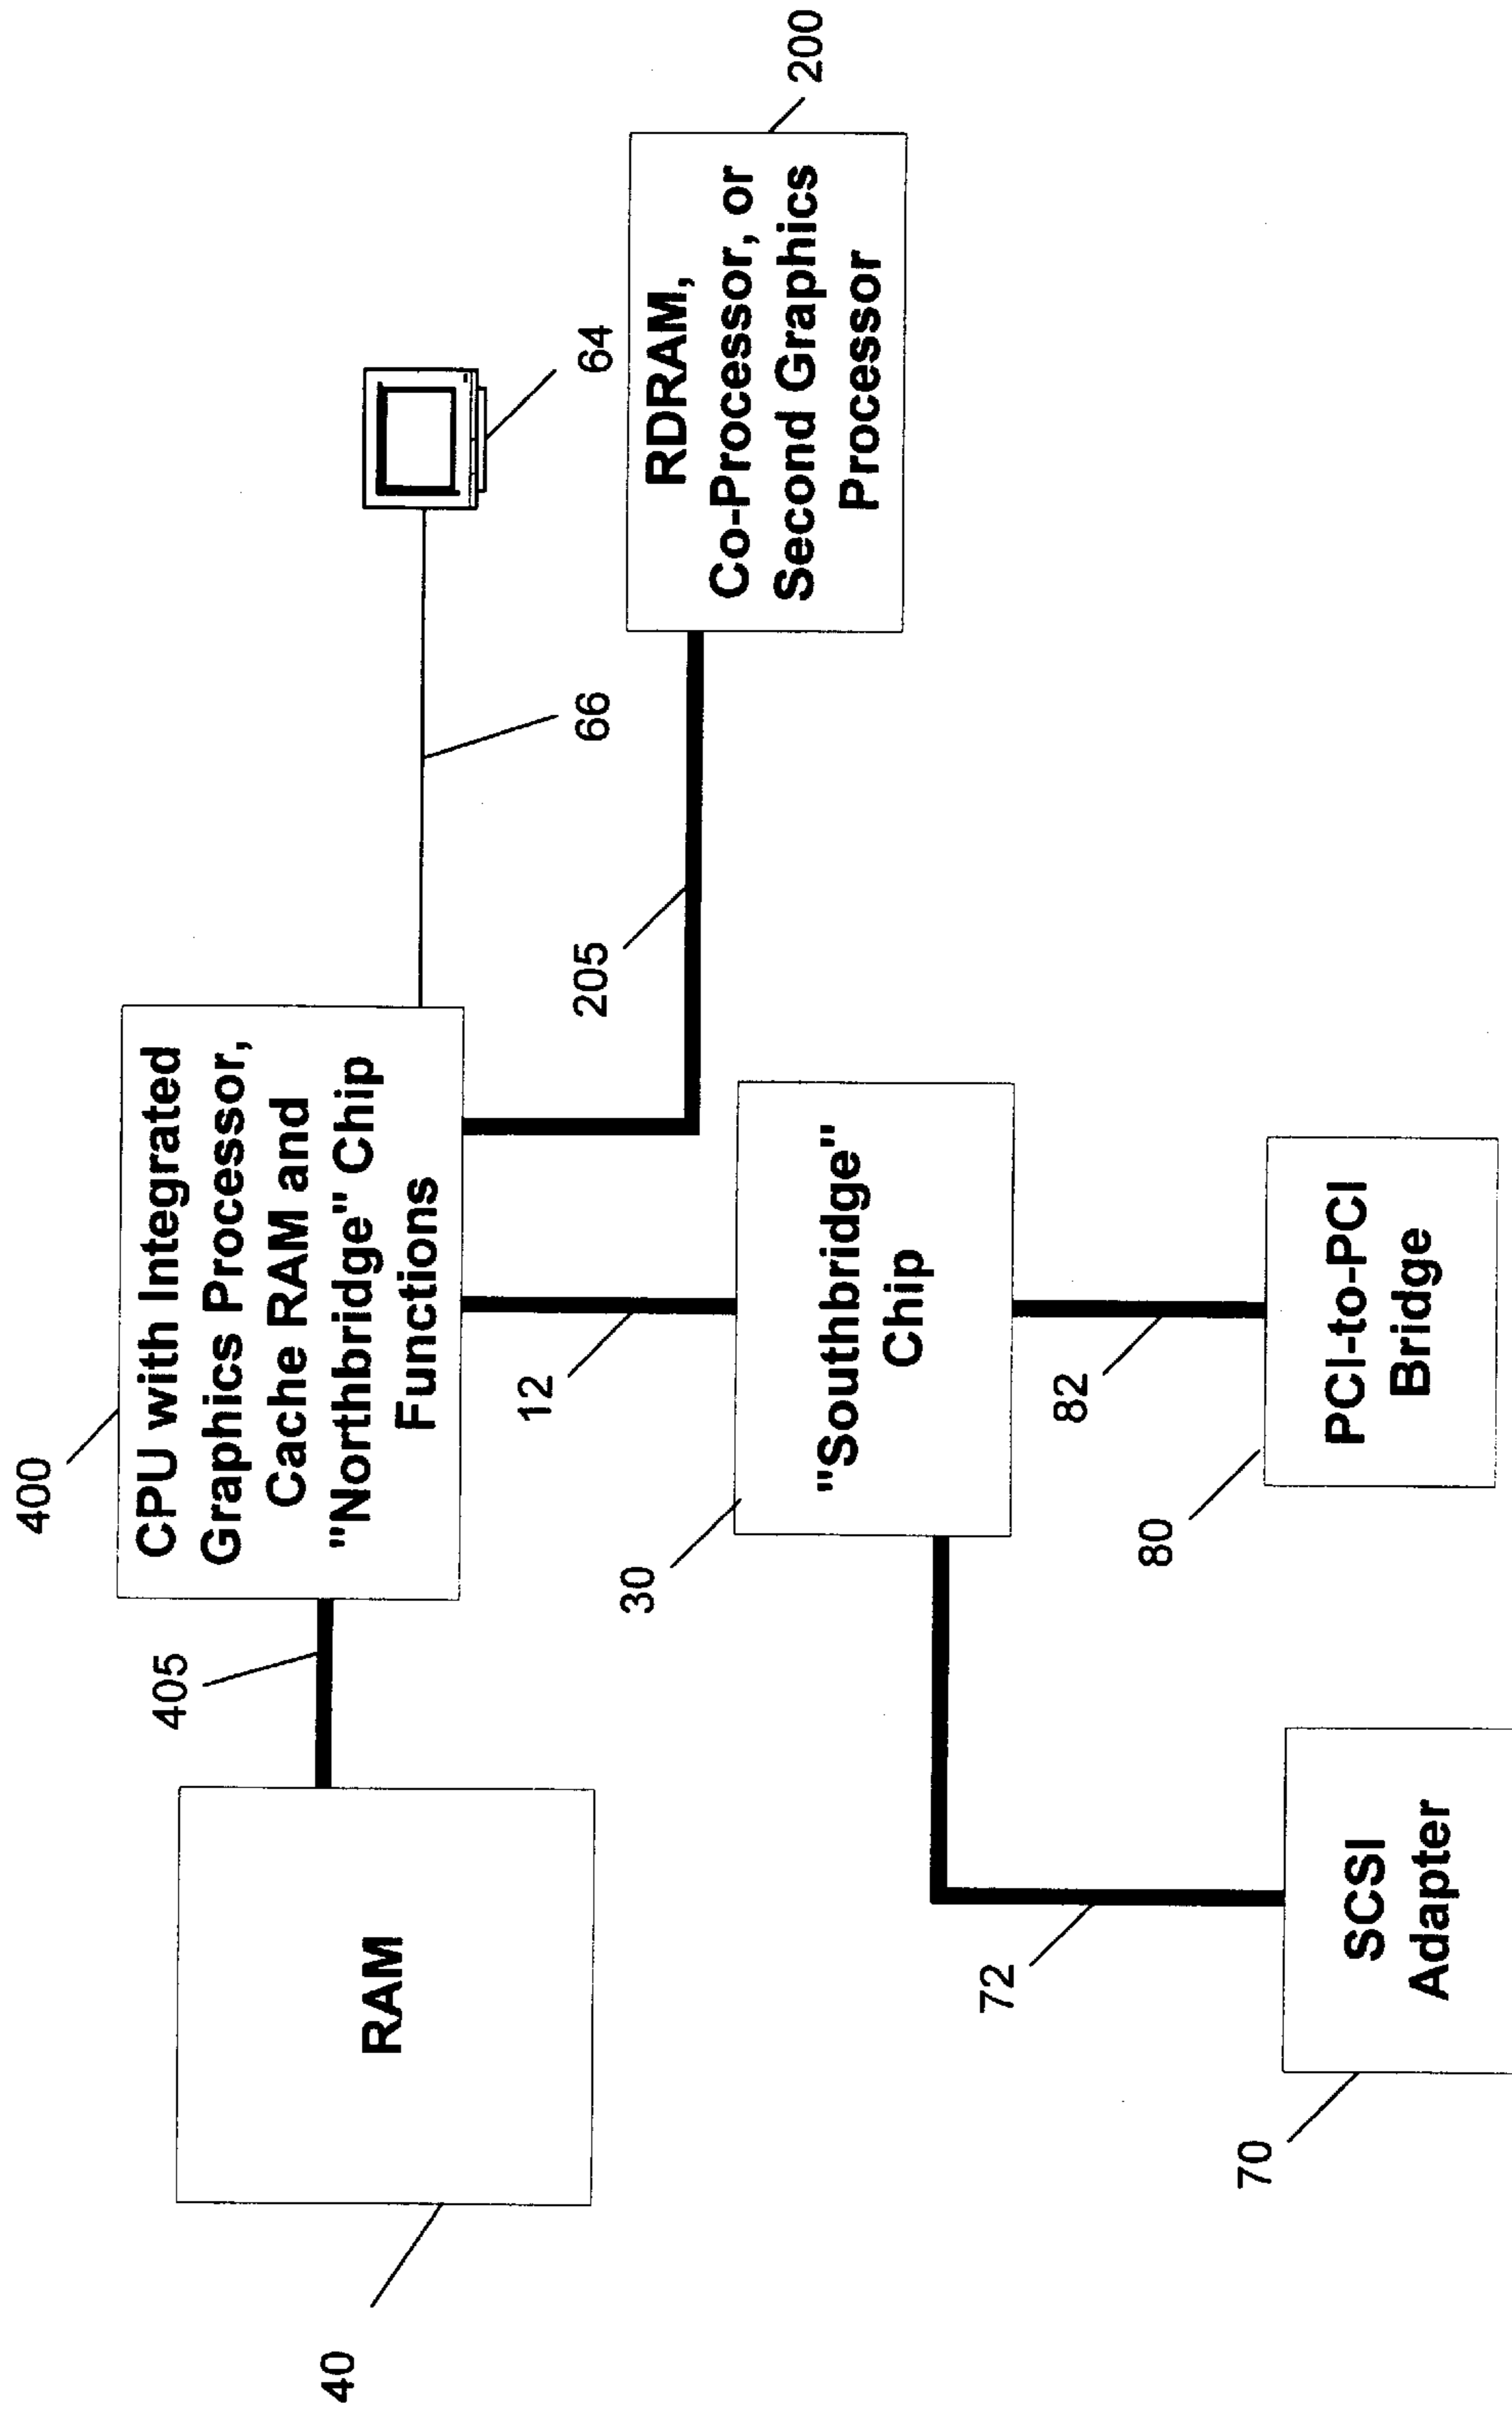 400
CPU with Integrated
Graphics Processor,
Cache RAM and
"Northbridge" Chip
Functions
405
RAM
40
66
64
205
RDRAM,
Co-Processor, or
Second Graphics
Processor
200
12
30
"Southbridge"
Chip
72
82
SCSI
Adapter
70
80
PCI-to-PCI
Bridge